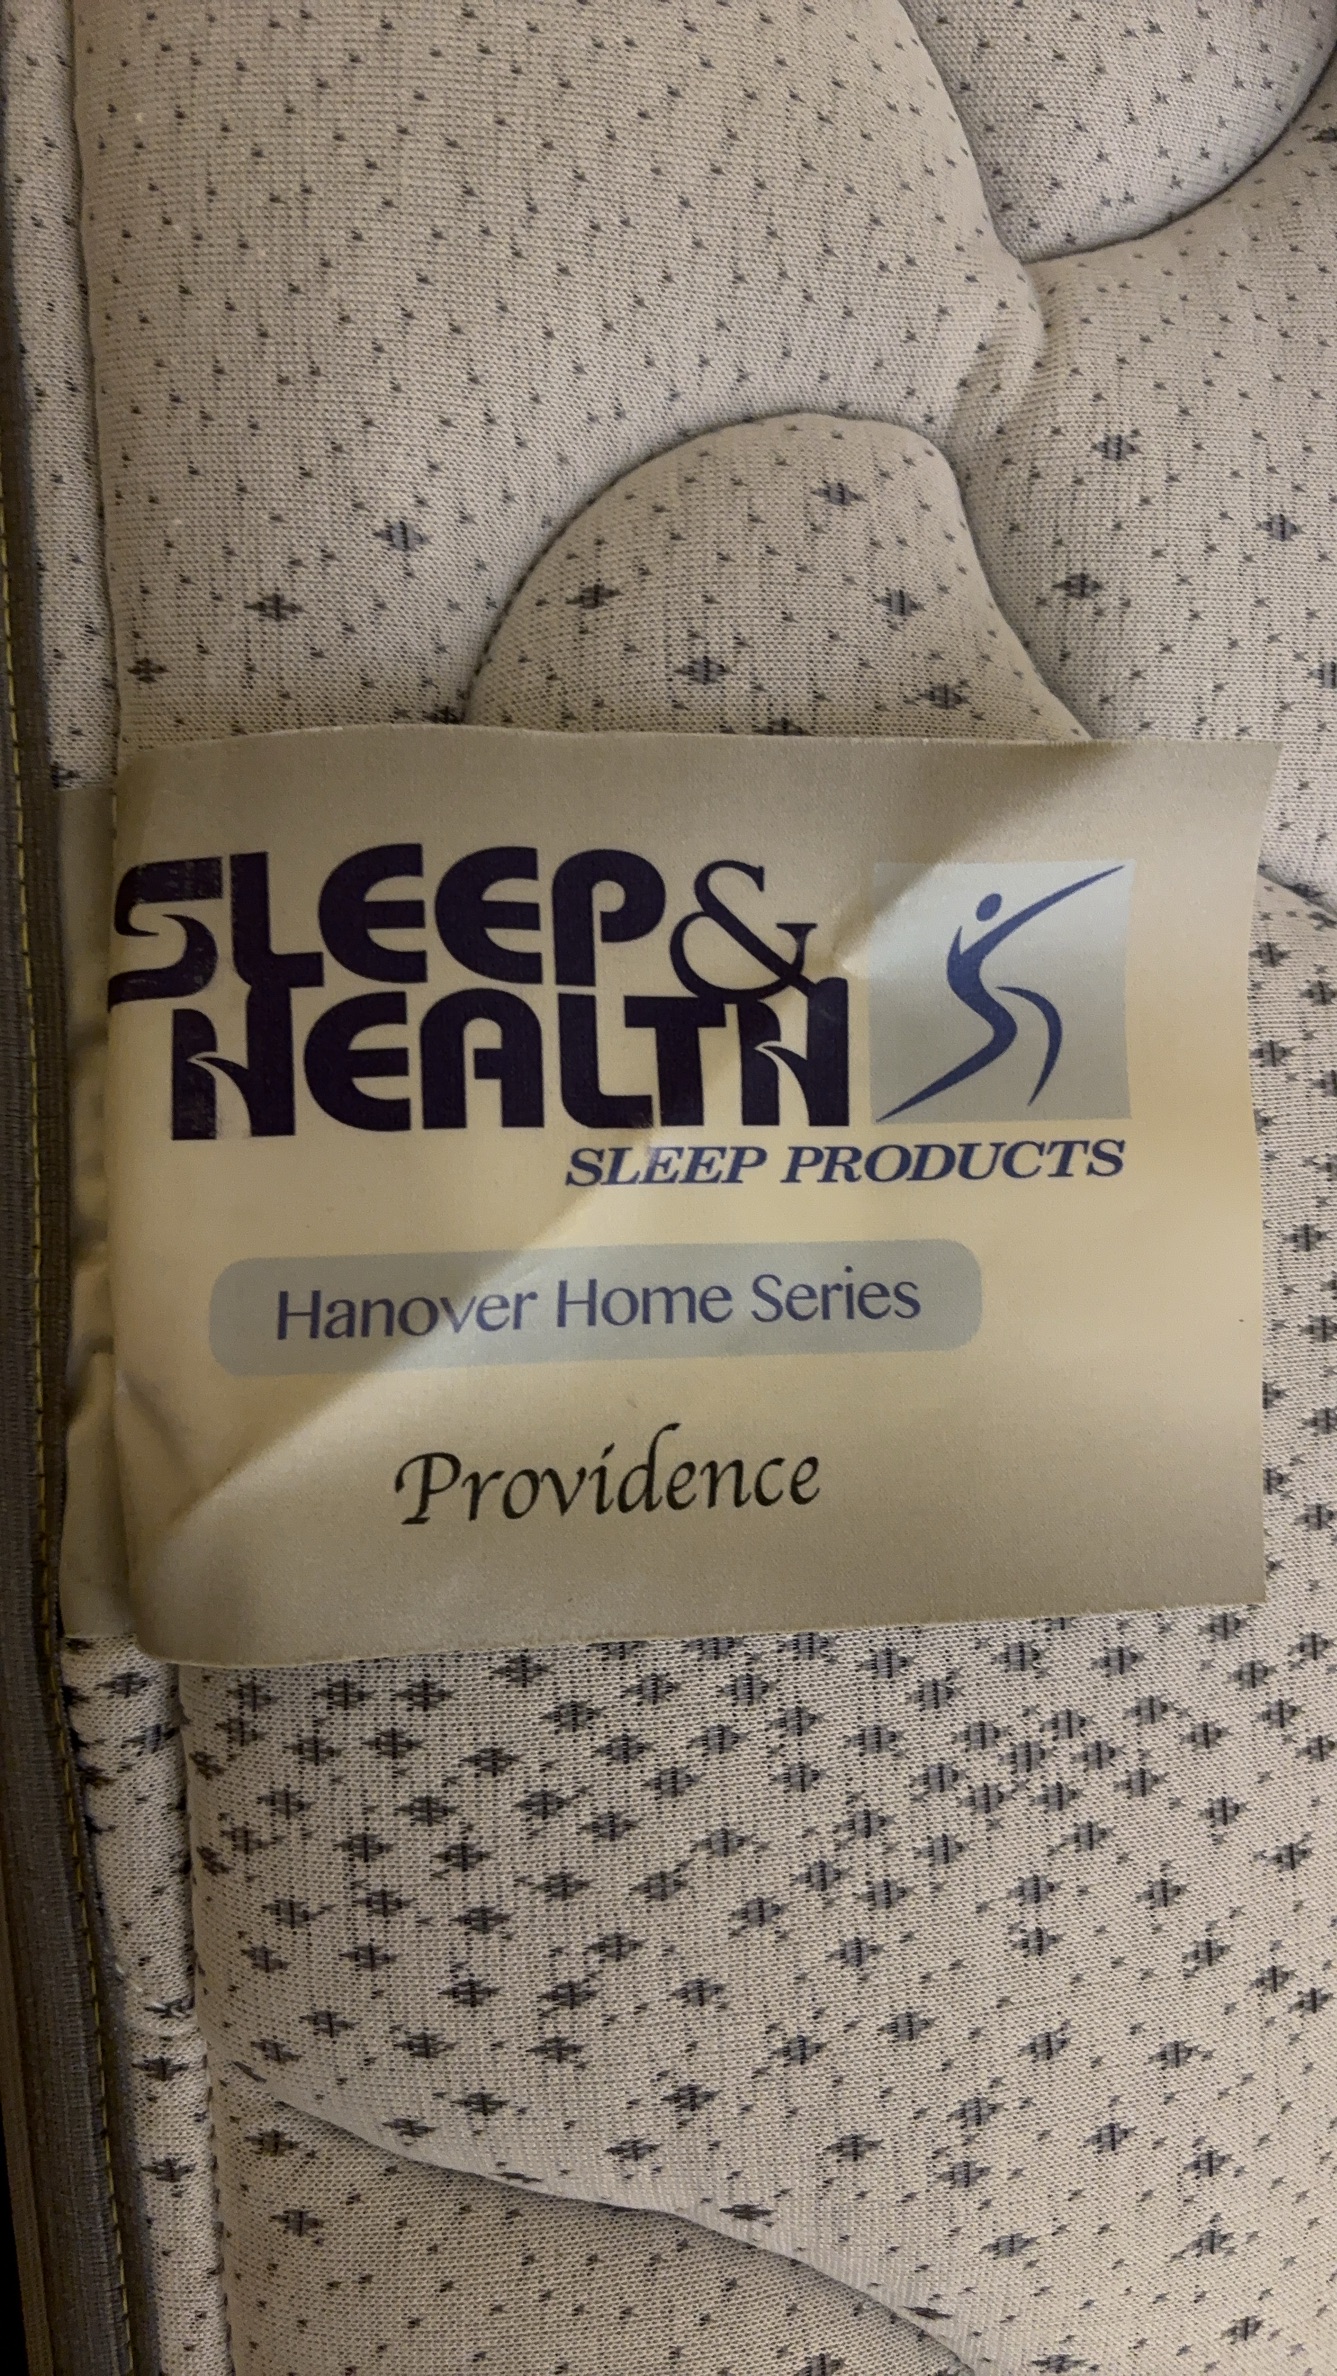 SLEEP &
HEALTH
SLEEP PRODUCTS
Hanover Home Series
Providence